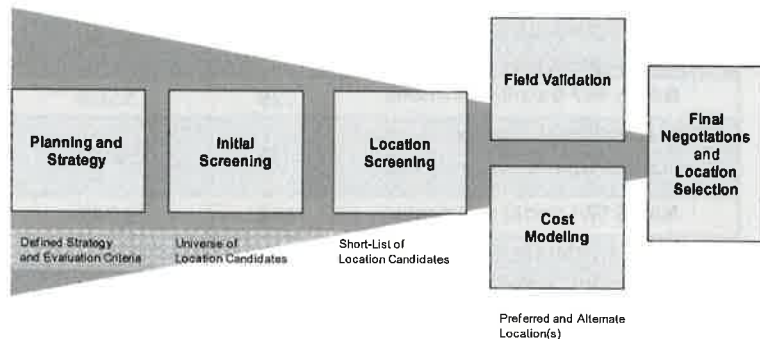 Planning and
Strategy
Initial
Screening
Location
Screening
Field Validation
Cost
Modeling
Final
Negotiations
and
Location
Selection
Defined Strategy
and Evaluation Criteria
Universe of
Location Candidates
Short-List of
Location Candidates
Preferred and Alternate
Location(s)